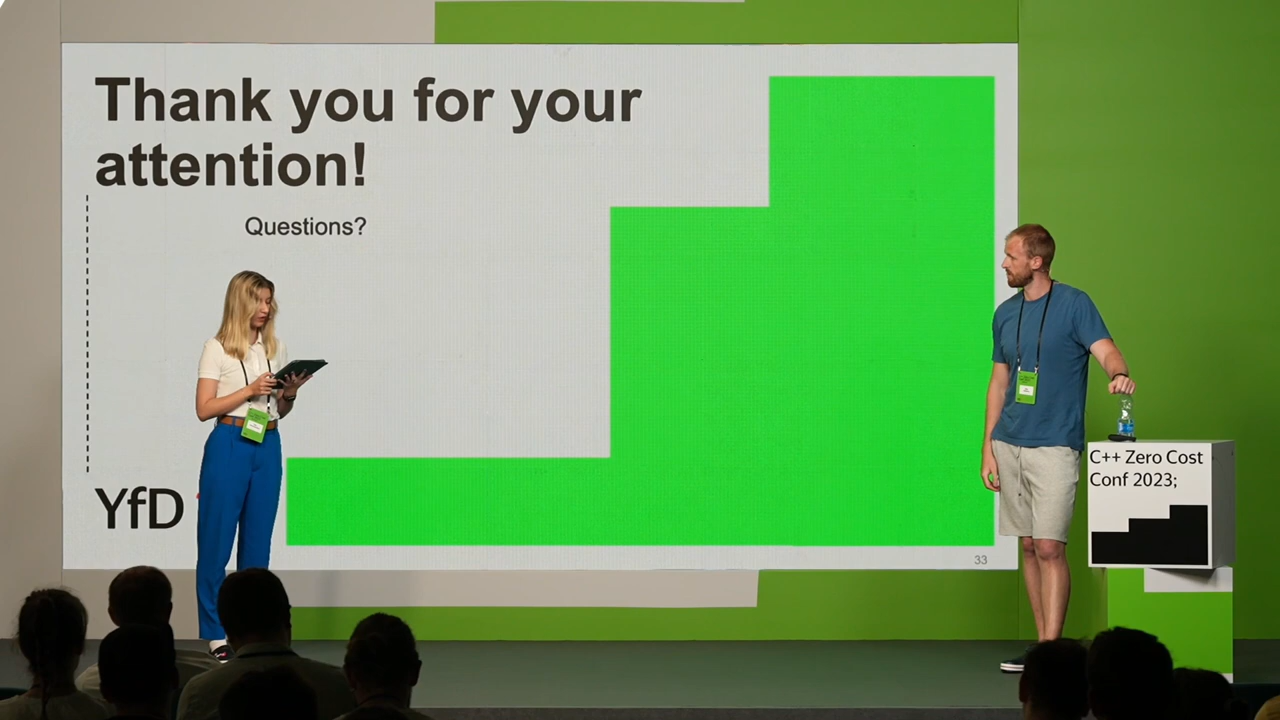 Thank you for your
attention!
Questions?
YfD
33
C++ Zero Cost
Conf 2023;